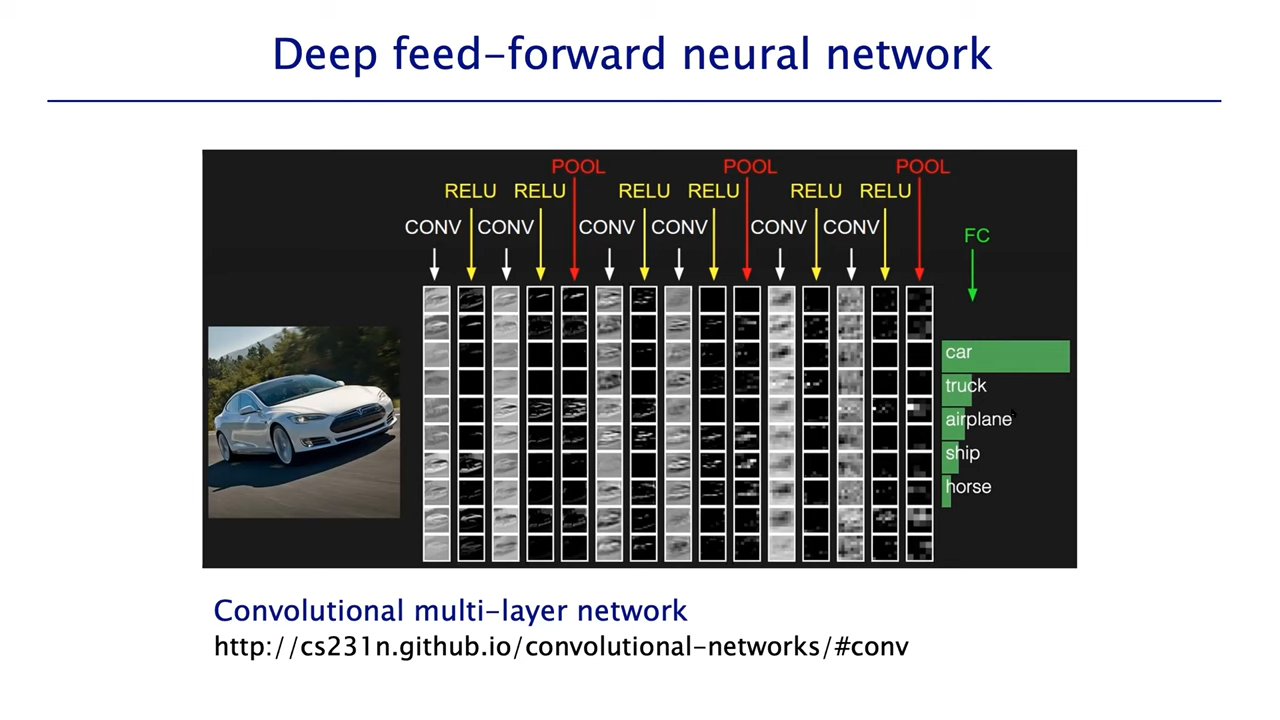 Deep feed-forward neural network
POOL POOL POOL
RELU RELU RELU RELU RELU RELU
CONV CONV CONV CONV CONV CONV
FC
car
truck
airplane
ship
horse
Convolutional multi-layer network
http://cs231n.github.io/convolutional-networks/#conv